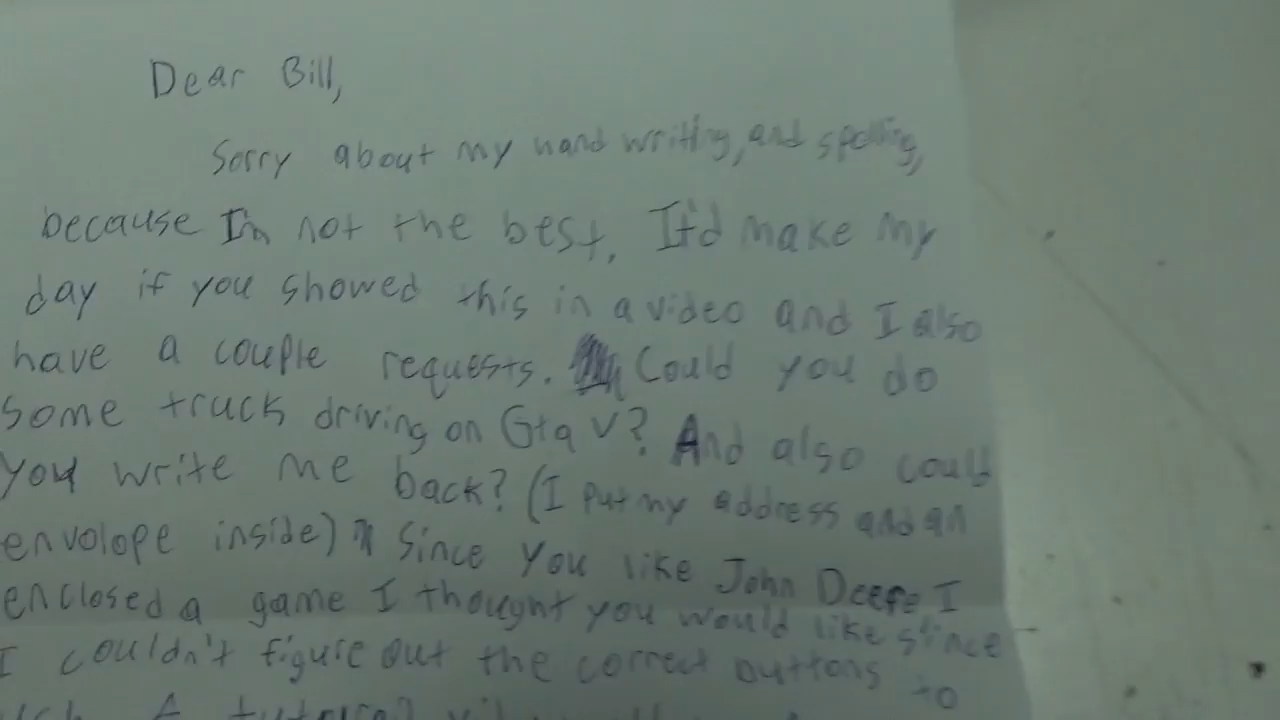 Dear Bill,
Sorry about my hand writting, and spelling,
because I'm not the best. It'd make my
day if you showed this in a video and I also
have a couple requests. Could you do
some truck driving on Gta V? And also could
you write me back? (I put my address and an
envolope inside) Since you like John Deere I
enclosed a game I thought you would like since
I couldn't figure out the correct buttons to
A tutorial